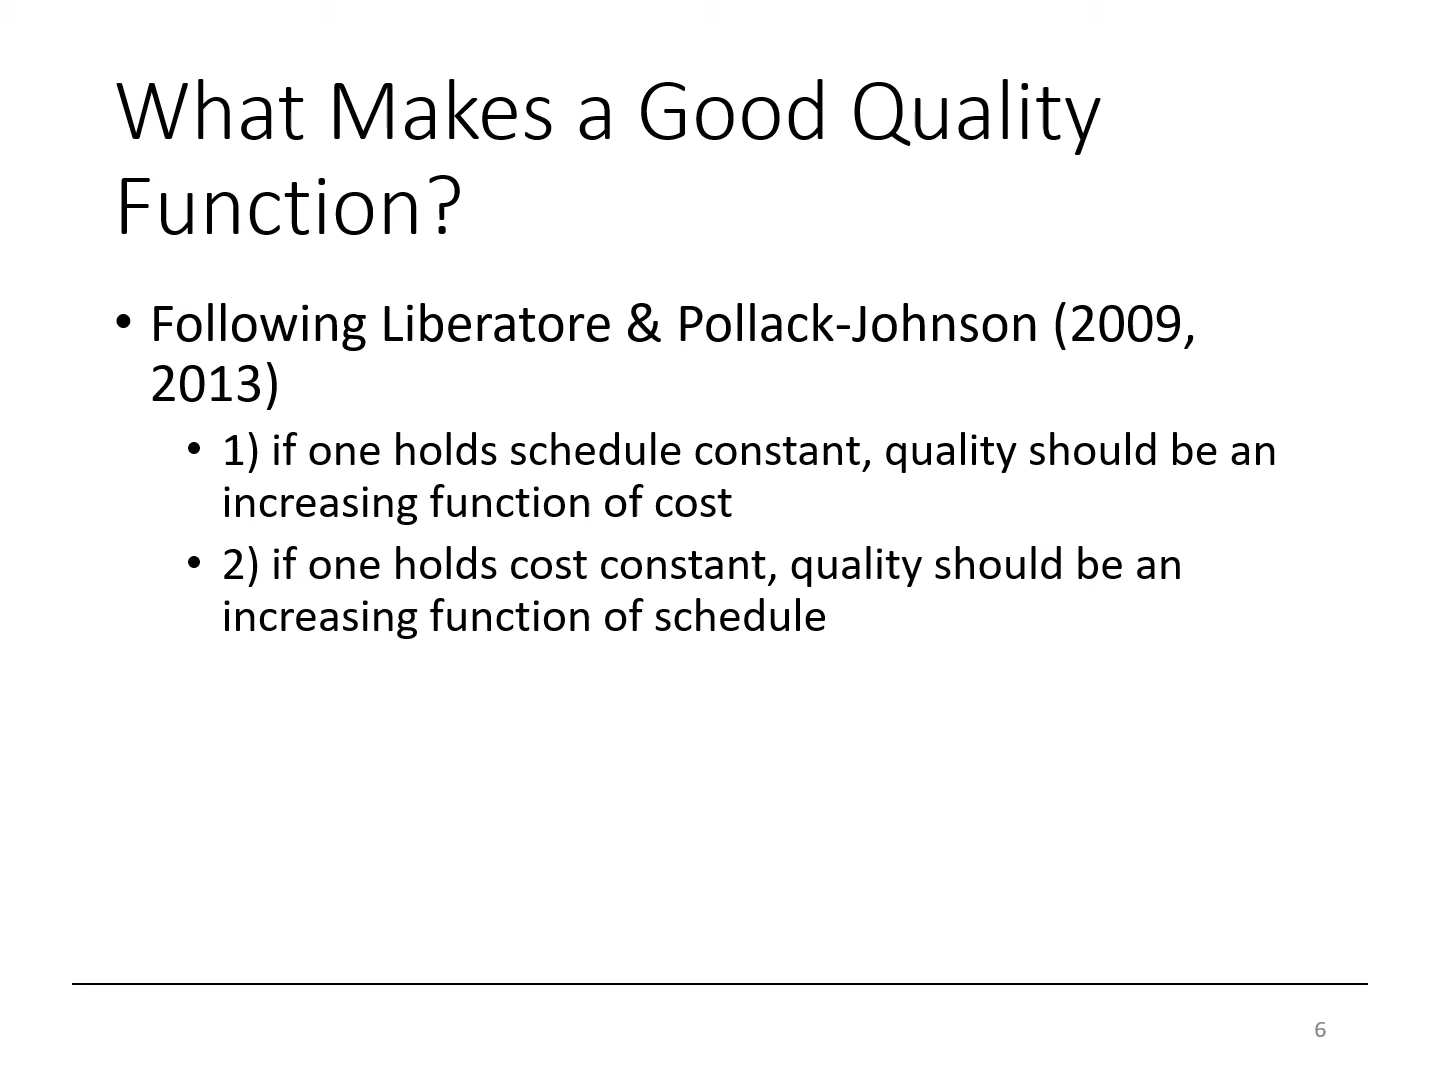 What Makes a Good Quality
Function?
• Following Liberatore & Pollack-Johnson (2009,
2013)
• 1) if one holds schedule constant, quality should be an
increasing function of cost
• 2) if one holds cost constant, quality should be an
increasing function of schedule
6